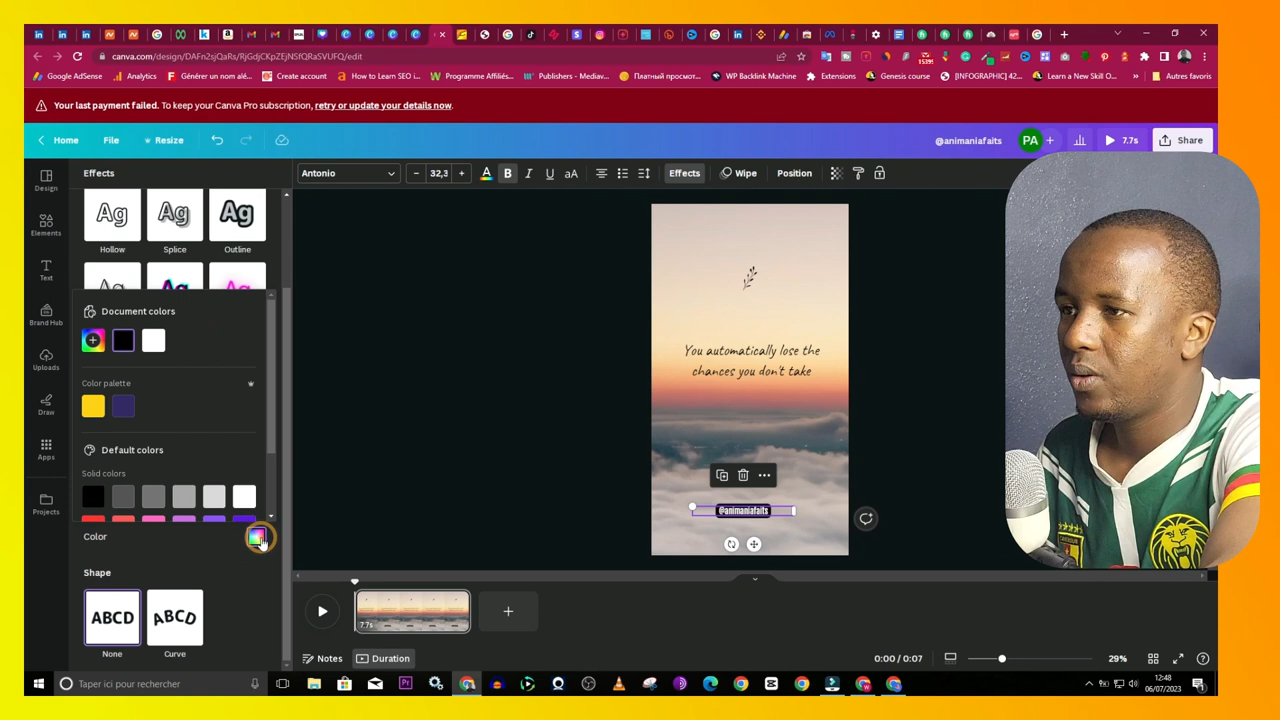 canva.com/design/DAFn2sjQaRs/RjGdjCKpZEjNSfQRaSVUFQ/edit
Google AdSense
Analytics
Générer un nom alé...
Create account
How to Learn SEO i...
Programme Affiliés...
Publishers - Mediav...
Платный просмот...
WP Backlink Machine
Extensions
Genesis course
[INFOGRAPHIC] 42...
Learn a New Skill O...
Autres favoris
Your last payment failed. To keep your Canva Pro subscription, retry or update your details now.
Home
File
Resize
@animaniafaits
PA
7.7s
Share
Effects
Antonio
32,3
A
B
I
U
aA
Effects
Wipe
Position
Design
Elements
Text
Brand Hub
Uploads
Draw
Apps
Projects
Ag
Ag
Ag
Hollow
Splice
Outline
Ag
Ag
Ag
Document colors
Color palette
Default colors
Solid colors
Color
Shape
ABCD
ABCD
None
Curve
You automatically lose the
chances you don't take
@animaniafaits
7.7s
Notes
Duration
0:00 / 0:07
29%
Taper ici pour rechercher
12:48
06/07/2023